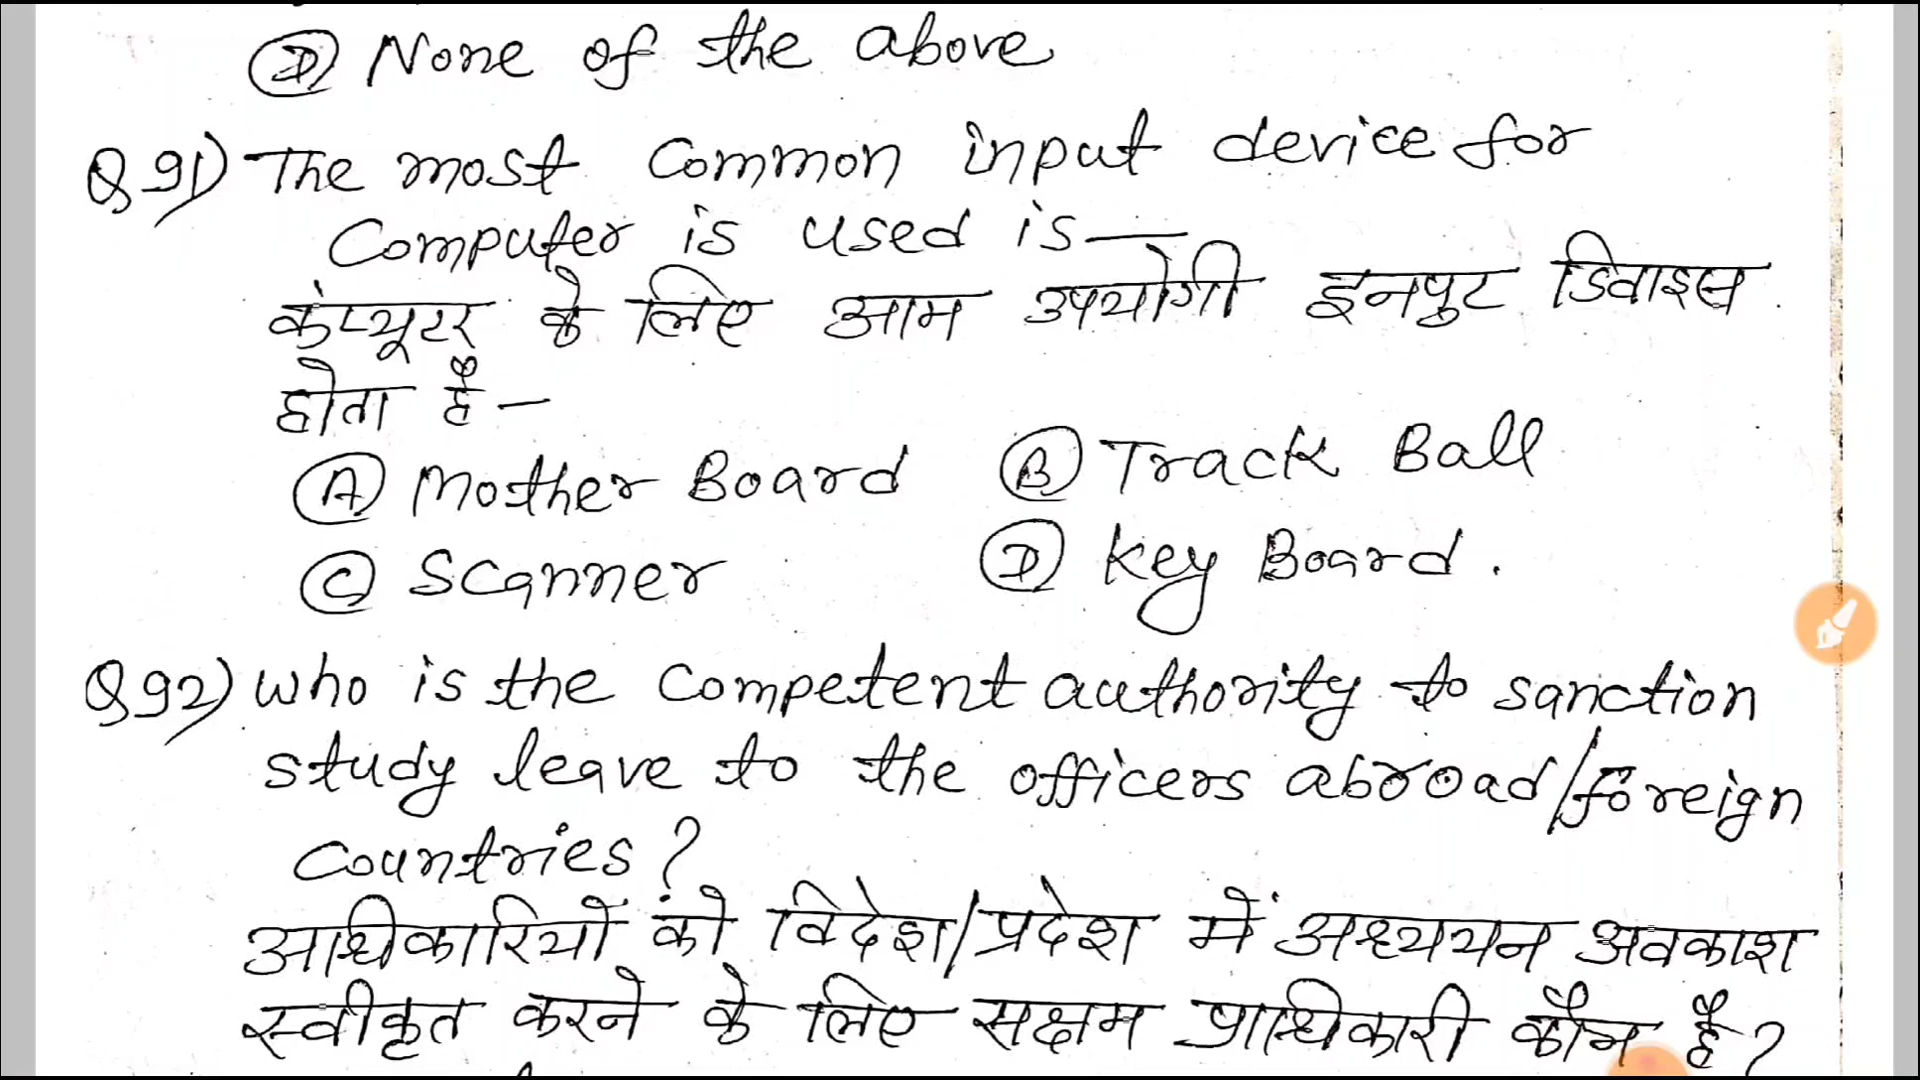 (D) None of the above
Q 91) The most common input device for
Computer is used is —
कंप्यूटर के लिए आम उपयोगी इनपुट डिवाइस
होता है –
(A) Mother Board (B) Track Ball
(C) Scanner (D) Key Board.
Q 92) who is the competent authority to sanction
study leave to the officers abroad/foreign
Countries?
अधिकारियों को विदेश/प्रदेश में अध्ययन अवकाश
स्वीकृत करने के लिए सक्षम प्राधिकारी कौन है?